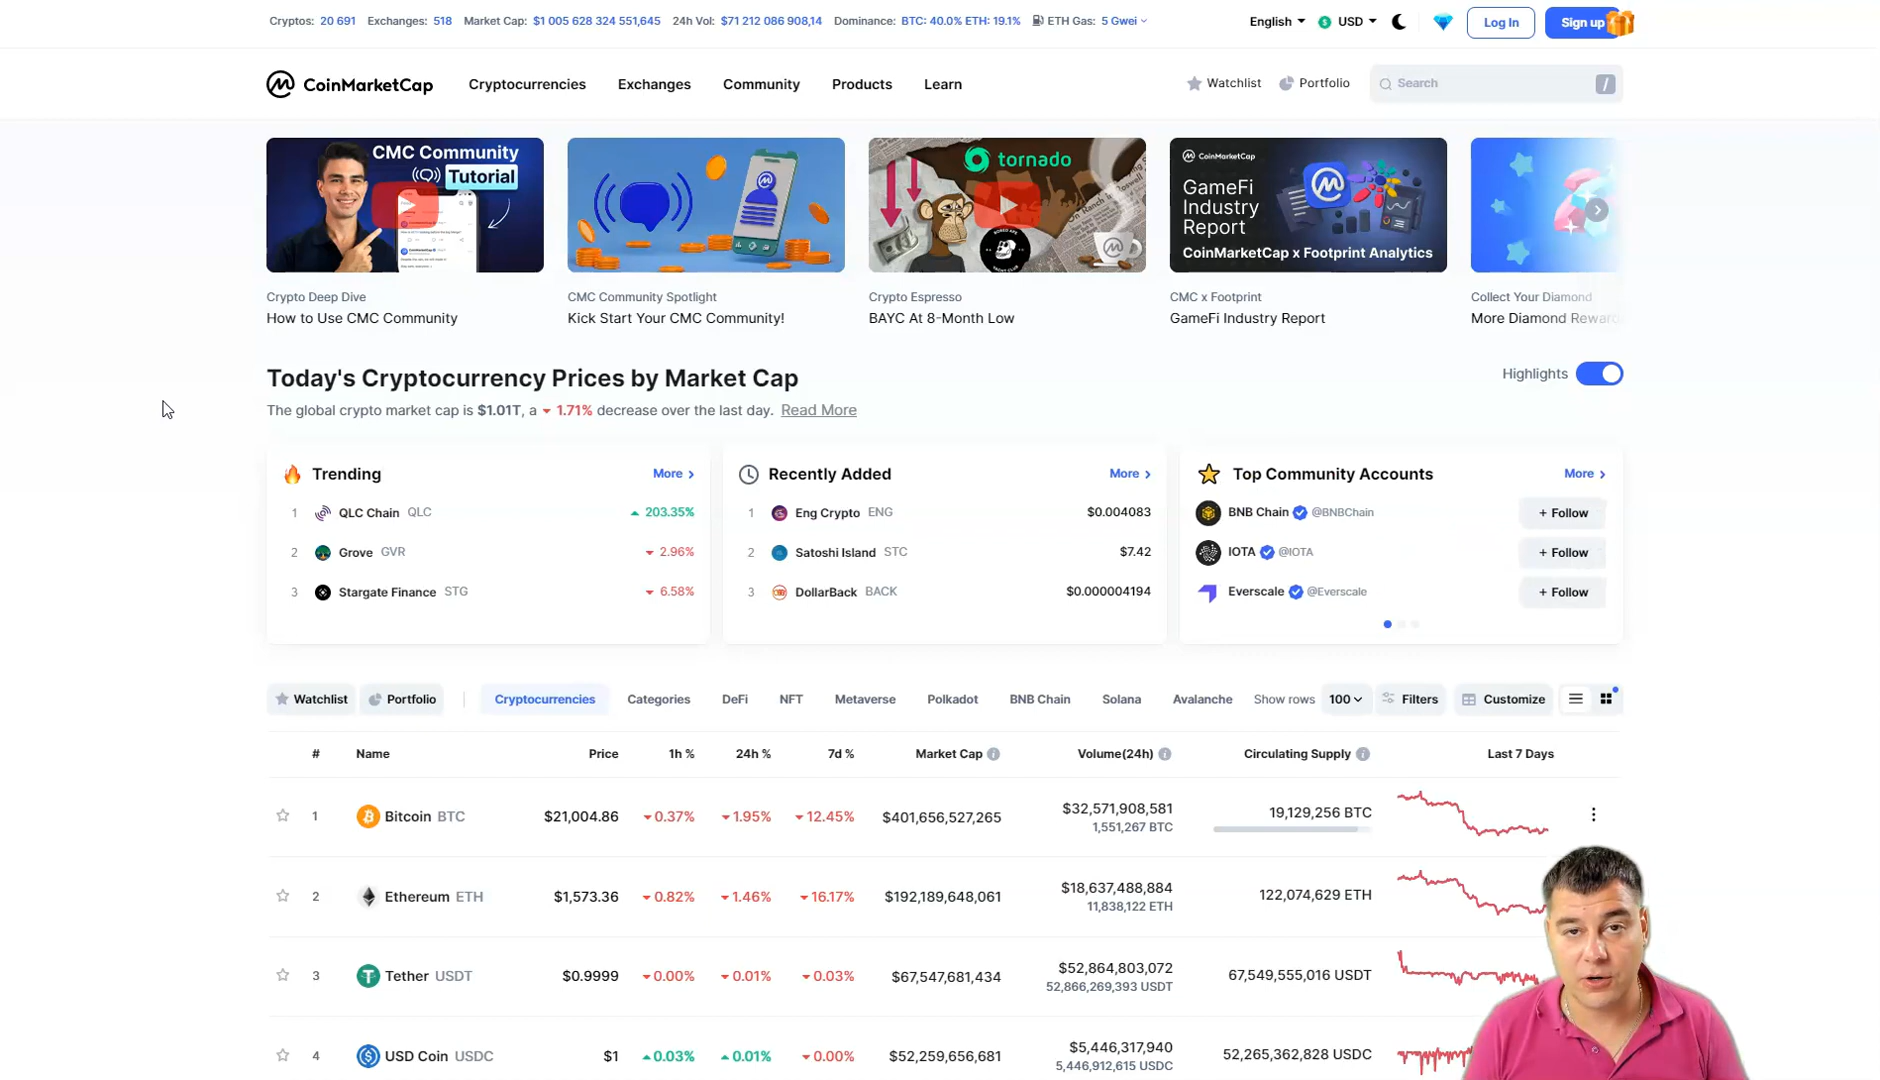 Cryptos: 20 691 Exchanges: 518 Market Cap: $1 005 628 324 551,645 24h Vol: $71 212 086 908,14 Dominance: BTC: 40.0% ETH: 19.1% ETH Gas: 5 Gwei English USD Log In Sign up
CoinMarketCap Cryptocurrencies Exchanges Community Products Learn Watchlist Portfolio Search /
CMC Community
Tutorial
tornado
CoinMarketCap
GameFi
Industry
Report
CoinMarketCap x Footprint Analytics
Crypto Deep Dive
How to Use CMC Community
CMC Community Spotlight
Kick Start Your CMC Community!
Crypto Espresso
BAYC At 8-Month Low
CMC x Footprint
GameFi Industry Report
Collect Your Diamond
More Diamond Reward
Today's Cryptocurrency Prices by Market Cap
Highlights
The global crypto market cap is $1.01T, a 1.71% decrease over the last day. Read More
Trending More
1 QLC Chain QLC 203.35%
2 Grove GVR 2.96%
3 Stargate Finance STG 6.58%
Recently Added More
1 Eng Crypto ENG $0.004083
2 Satoshi Island STC $7.42
3 DollarBack BACK $0.000004194
Top Community Accounts More
BNB Chain @BNBChain + Follow
IOTA @IOTA + Follow
Everscale @Everscale + Follow
Watchlist Portfolio Cryptocurrencies Categories DeFi NFT Metaverse Polkadot BNB Chain Solana Avalanche Show rows 100 Filters Customize
# Name Price 1h % 24h % 7d % Market Cap Volume(24h) Circulating Supply Last 7 Days
1 Bitcoin BTC $21,004.86 0.37% 1.95% 12.45% $401,656,527,265 $32,571,908,581 19,129,256 BTC
1,551,267 BTC
2 Ethereum ETH $1,573.36 0.82% 1.46% 16.17% $192,189,648,061 $18,637,488,884 122,074,629 ETH
11,838,122 ETH
3 Tether USDT $0.9999 0.00% 0.01% 0.03% $67,547,681,434 $52,864,803,072 67,549,555,016 USDT
52,866,269,393 USDT
4 USD Coin USDC $1 0.03% 0.01% 0.00% $52,259,656,681 $5,446,317,940 52,265,362,828 USDC
5,446,912,615 USDC